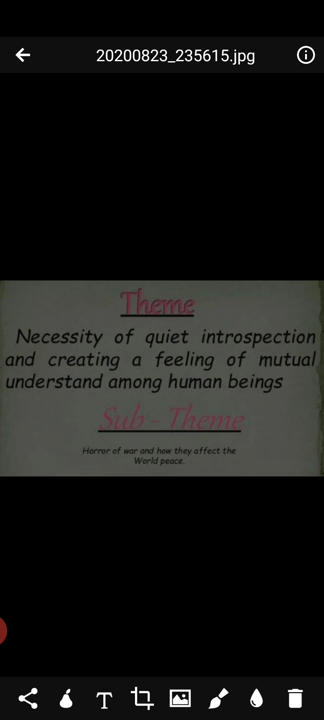 20200823_235615.jpg
Theme
Necessity of quiet introspection
and creating a feeling of mutual
understand among human beings
Sub - Theme
Horror of war and how they affect the
World peace.